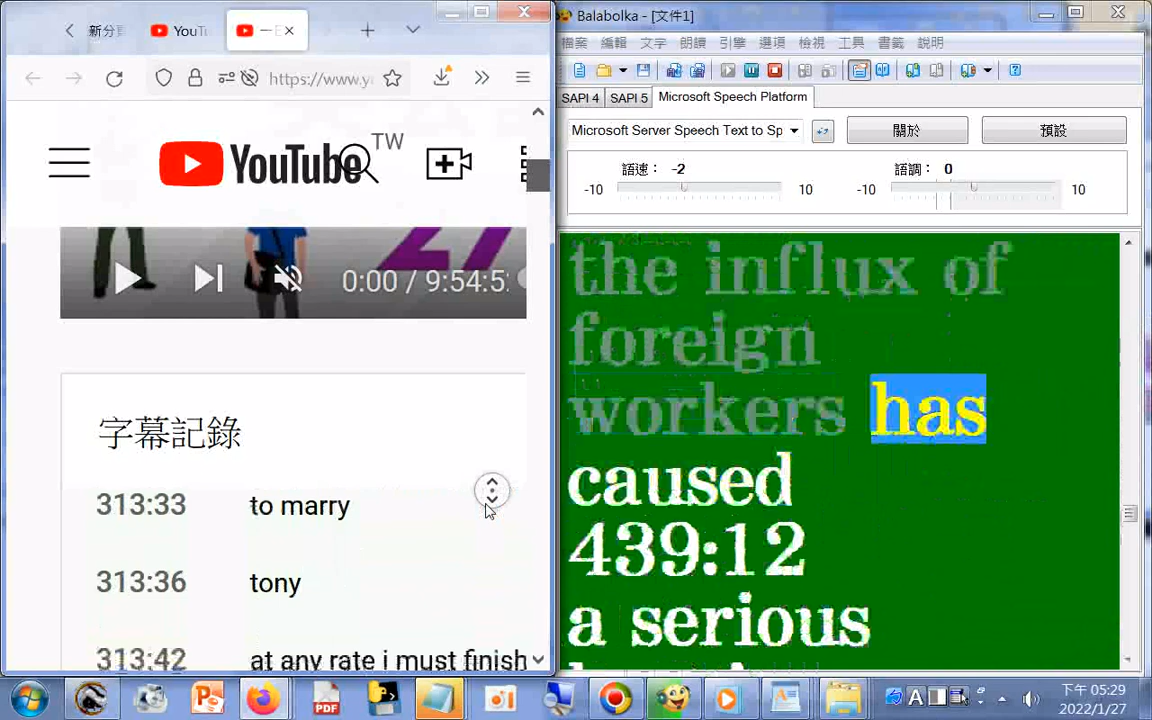 新分
YouT
一 E
https://www.y
YouTube
TW
27
0:00 / 9:54:5
字幕記錄
313:33 to marry
313:36 tony
313:42 at any rate i must finish
Balabolka - [文件1]
檔案 編輯 文字 朗讀 引擎 選項 檢視 工具 書籤 說明
SAPI 4 SAPI 5 Microsoft Speech Platform
Microsoft Server Speech Text to Sp
關於
預設
語速: -2
-10 10
語調: 0
-10 10
the influx of
foreign
workers has
caused
439:12
a serious
PDF
A
下午 05:29
2022/1/27